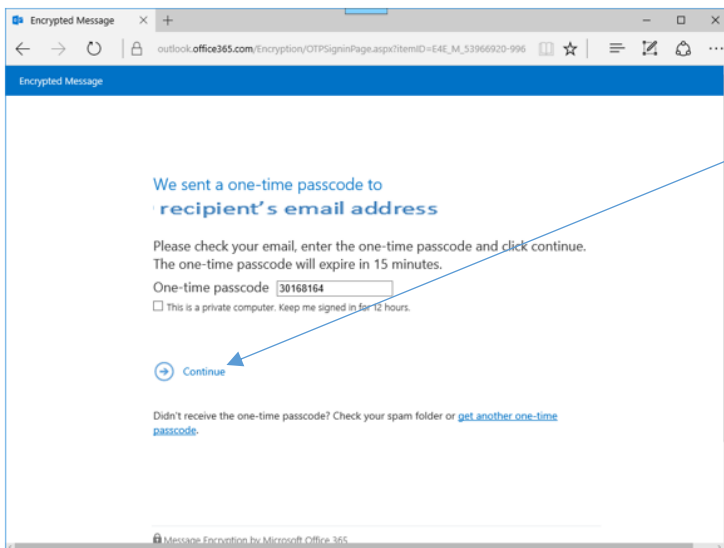 Encrypted Message
outlook.office365.com/Encryption/OTPSigninPage.aspx?itemID=E4E_M_53966920-996
Encrypted Message
We sent a one-time passcode to
recipient's email address
Please check your email, enter the one-time passcode and click continue.
The one-time passcode will expire in 15 minutes.
One-time passcode 30168164
This is a private computer. Keep me signed in for 12 hours.
Continue
Didn't receive the one-time passcode? Check your spam folder or get another one-time
passcode.
Message Encryption by Microsoft Office 365